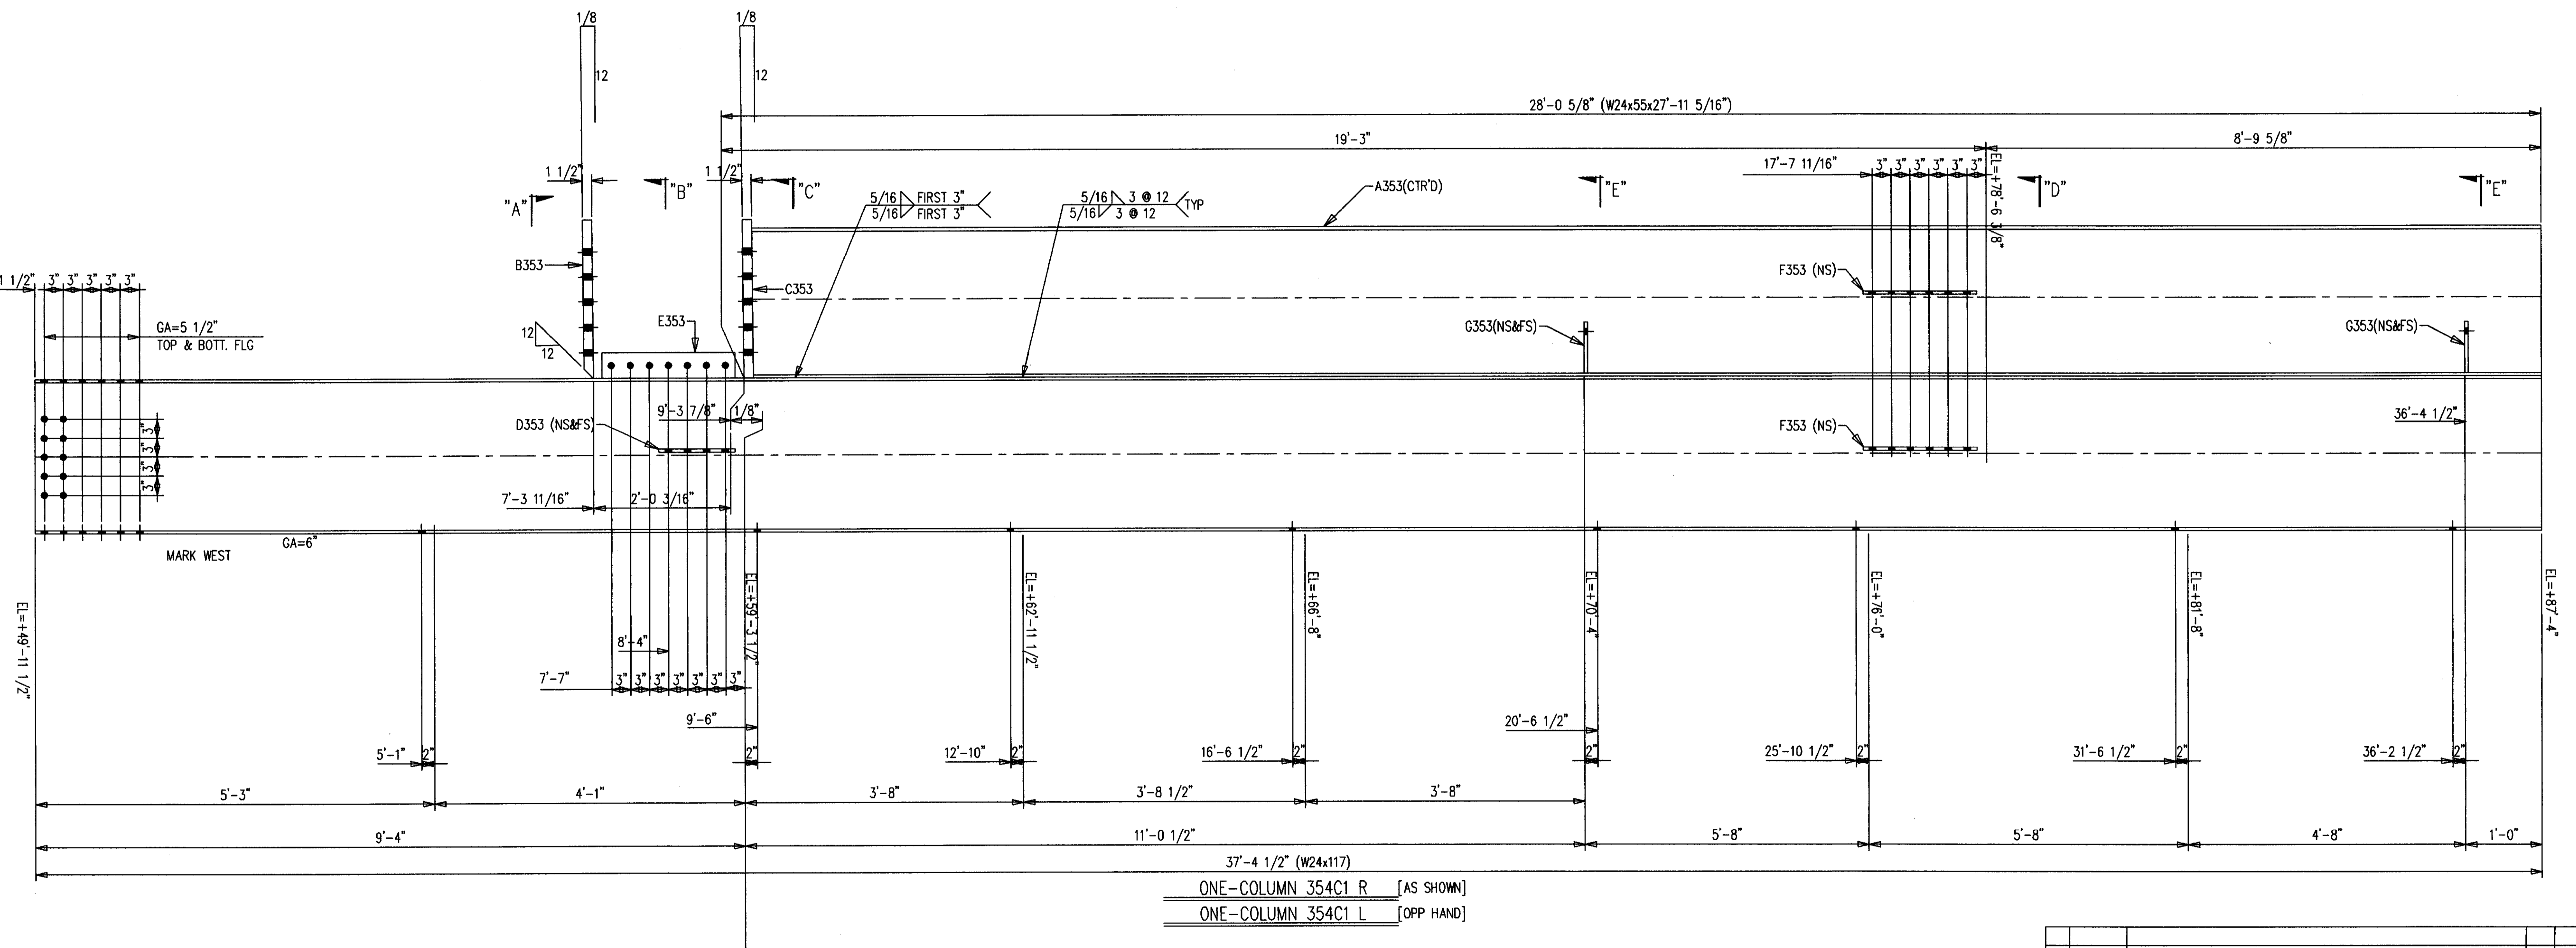 1/8
1/8
12
12
28'-0 5/8" (W24x55x27'-11 5/16")
19'-3"
8'-9 5/8"
1 1/2"
1 1/2"
17'-7 11/16"
3" 3" 3" 3" 3" 3"
EL=+78'-6 3/8"
"A"
"B"
"C"
"E"
"D"
"E"
5/16 FIRST 3"
5/16 FIRST 3"
5/16 3 @ 12 TYP
5/16 3 @ 12
A353(CTR'D)
B353
C353
F353 (NS)
1 1/2" 3" 3" 3" 3" 3"
GA=5 1/2"
TOP & BOTT. FLG
12
12
E353
G353(NS&FS)
G353(NS&FS)
9'-3 7/8" 1/8"
D353 (NS&FS)
F353 (NS)
36'-4 1/2"
3"
3"
3"
3"
7'-3 11/16" 2'-0 3/16"
GA=6"
MARK WEST
EL=+49'-11 1/2"
EL=+59'-3 1/2"
EL=+62'-11 1/2"
EL=+66'-8"
EL=+70'-4"
EL=+76'-0"
EL=+81'-8"
EL=+87'-4"
8'-4"
7'-7" 3" 3" 3" 3" 3" 3" 3"
9'-6"
20'-6 1/2"
5'-1" 2"
2"
12'-10" 2"
16'-6 1/2" 2"
2"
25'-10 1/2" 2"
31'-6 1/2" 2"
36'-2 1/2" 2"
5'-3" 4'-1" 3'-8" 3'-8 1/2" 3'-8"
9'-4" 11'-0 1/2" 5'-8" 5'-8" 4'-8" 1'-0"
37'-4 1/2" (W24x117)
ONE-COLUMN 354C1 R [AS SHOWN]
ONE-COLUMN 354C1 L [OPP HAND]